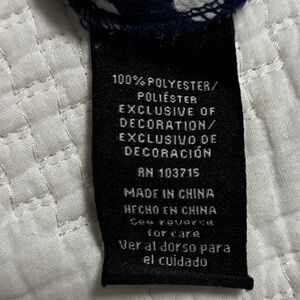 100% POLYESTER/
POLIÉSTER
EXCLUSIVE OF
DECORATION/
EXCLUSIVO DE
DECORACIÓN
RN 103715
MADE IN CHINA
HECHO EN CHINA
See reverse
for care
Ver al dorso para
el cuidado